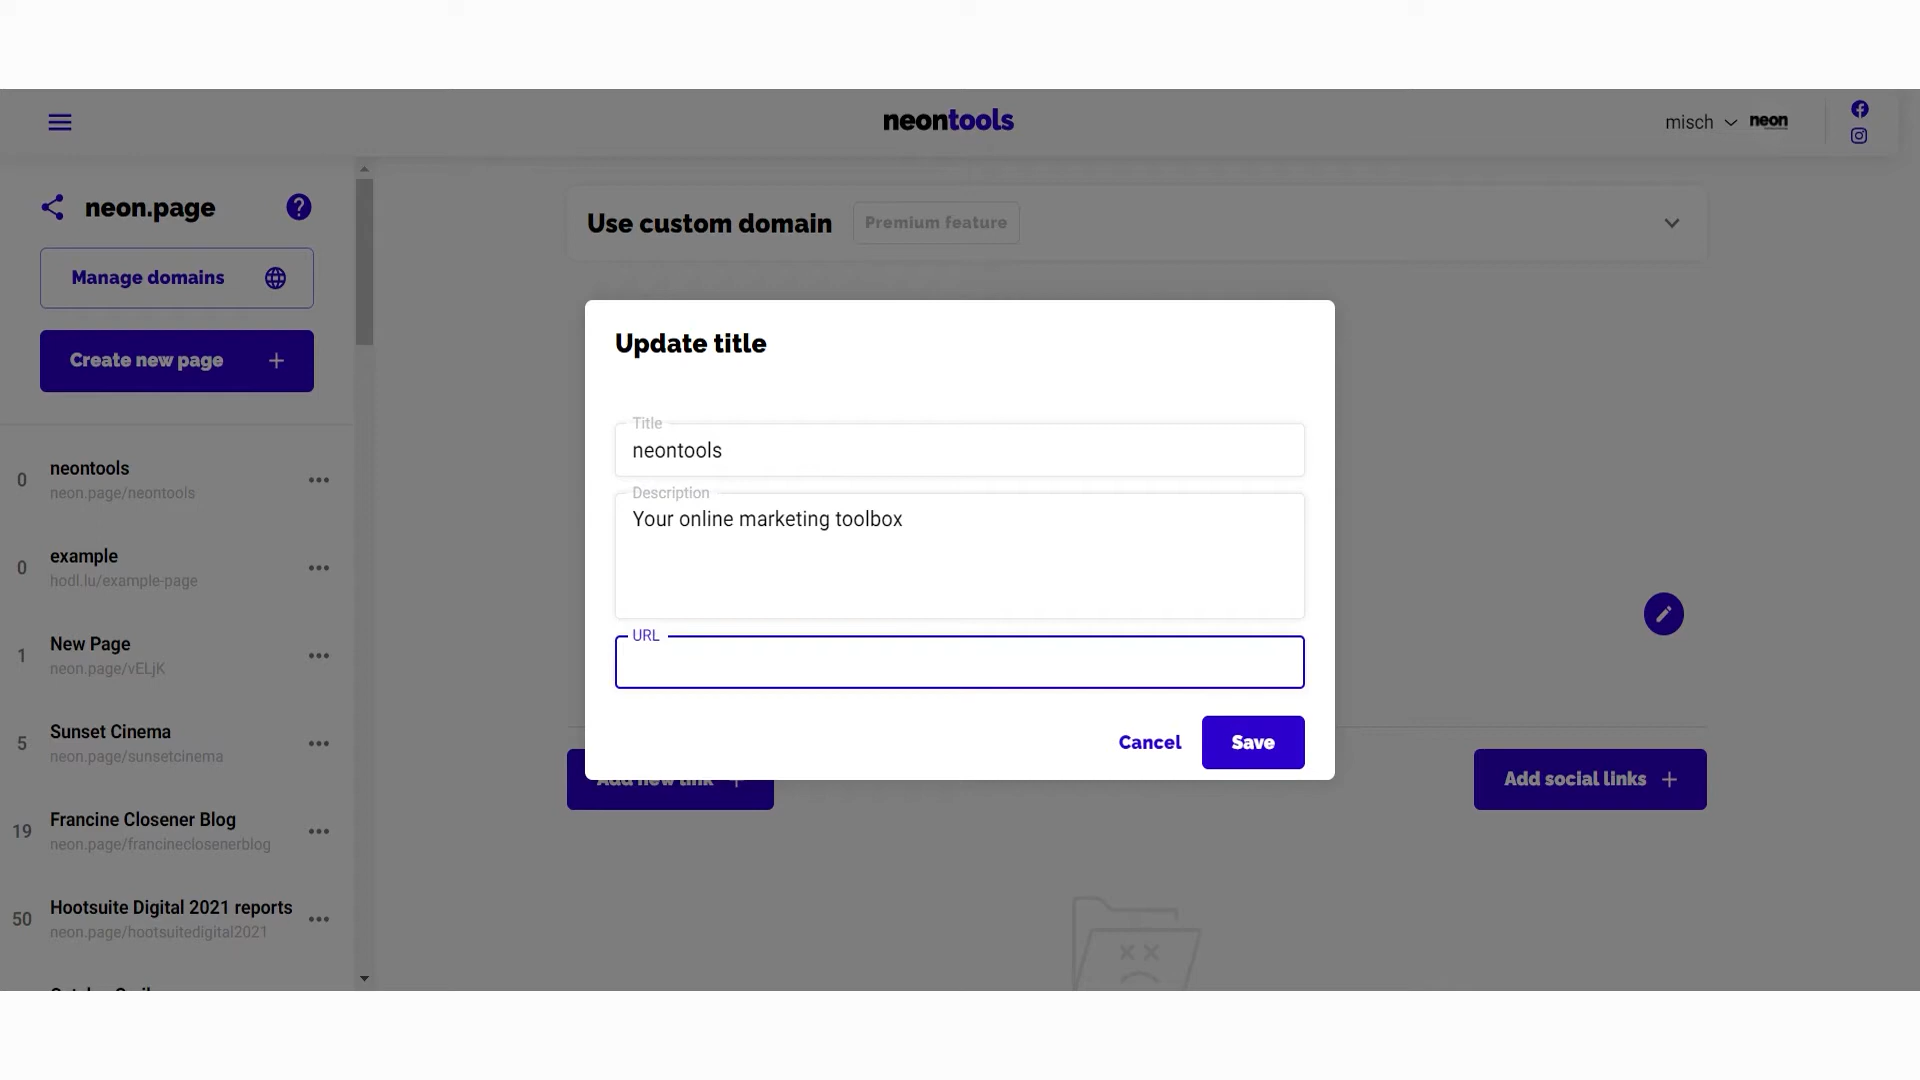 neontools
misch
neon
neon.page
Manage domains
Create new page
0
neontools
neon.page/neontools
0
example
hodl.lu/example-page
1
New Page
neon.page/vELjK
5
Sunset Cinema
neon.page/sunsetcinema
19
Francine Closener Blog
neon.page/francineclosenerblog
50
Hootsuite Digital 2021 reports
neon.page/hootsuitedigital2021
Use custom domain
Premium feature
Update title
Title
neontools
Description
Your online marketing toolbox
URL
Cancel
Save
Add new link
Add social links